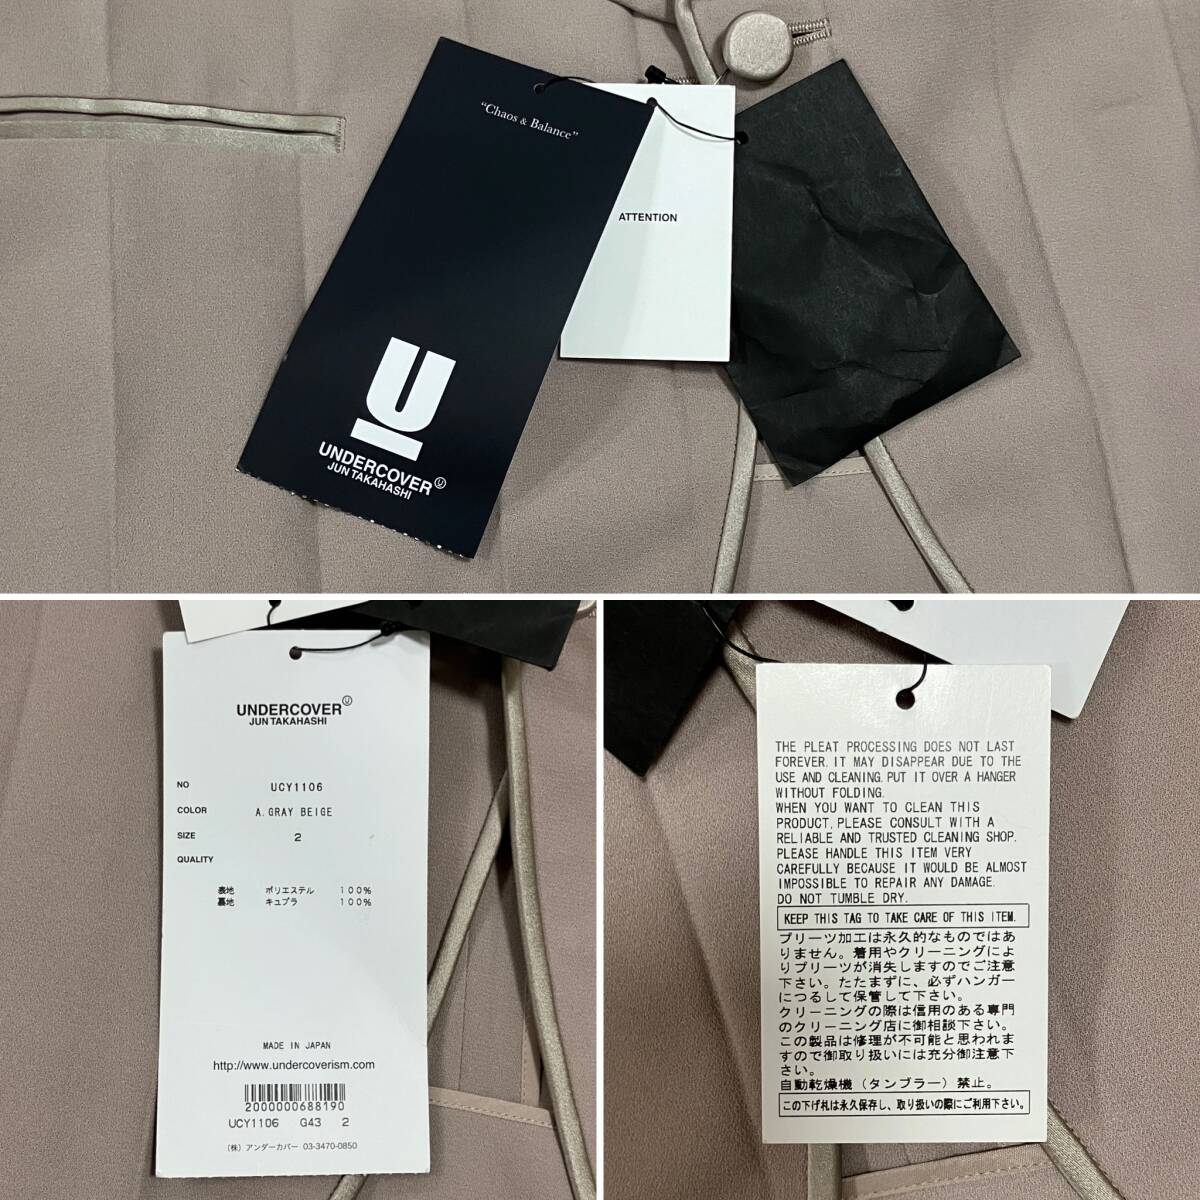 “Chaos & Balance”
ATTENTION
U
UNDERCOVER Ⓤ
JUN TAKAHASHI
UNDERCOVER Ⓤ
JUN TAKAHASHI
NO UCY1106
COLOR A.GRAY BEIGE
SIZE 2
QUALITY
表地 ポリエステル 100%
裏地 キュプラ 100%
MADE IN JAPAN
http://www.undercoverism.com
2000000688190
UCY1106 G43 2
(株) アンダーカバー 03-3470-0850
THE PLEAT PROCESSING DOES NOT LAST
FOREVER. IT MAY DISAPPEAR DUE TO THE
USE AND CLEANING. PUT IT OVER A HANGER
WITHOUT FOLDING.
WHEN YOU WANT TO CLEAN THIS
PRODUCT, PLEASE CONSULT WITH A
RELIABLE AND TRUSTED CLEANING SHOP.
PLEASE HANDLE THIS ITEM VERY
CAREFULLY BECAUSE IT WOULD BE ALMOST
IMPOSSIBLE TO REPAIR ANY DAMAGE.
DO NOT TUMBLE DRY.
KEEP THIS TAG TO TAKE CARE OF THIS ITEM.
プリーツ加工は永久的なものではあ
りません。着用やクリーニングによ
りプリーツが消失しますのでご注意
下さい。たたまずに、必ずハンガー
につるして保管して下さい。
クリーニングの際は信用のある専門
のクリーニング店に御相談下さい。
この製品は修理が不可能と思われま
すので御取り扱いには充分御注意下
さい。
自動乾燥機（タンブラー）禁止。
この下げ札は永久保存し、取り扱いの際にご利用下さい。